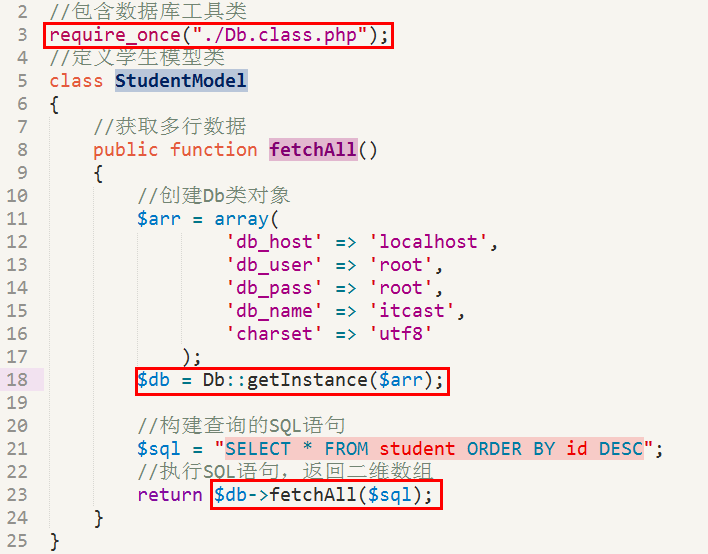 2 //包含数据库工具类
3 require_once("./Db.class.php");
4 //定义学生模型类
5 class StudentModel
6 {
7 //获取多行数据
8 public function fetchAll()
9 {
10 //创建Db类对象
11 $arr = array(
12 'db_host' => 'localhost',
13 'db_user' => 'root',
14 'db_pass' => 'root',
15 'db_name' => 'itcast',
16 'charset' => 'utf8'
17 );
18 $db = Db::getInstance($arr);
19
20 //构建查询的SQL语句
21 $sql = "SELECT * FROM student ORDER BY id DESC";
22 //执行SQL语句，返回二维数组
23 return $db->fetchAll($sql);
24 }
25 }